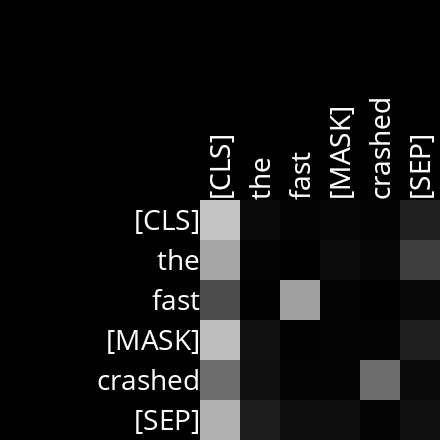 [CLS]
the
fast
[MASK]
crashed
[SEP]
[CLS]
the
fast
[MASK]
crashed
[SEP]